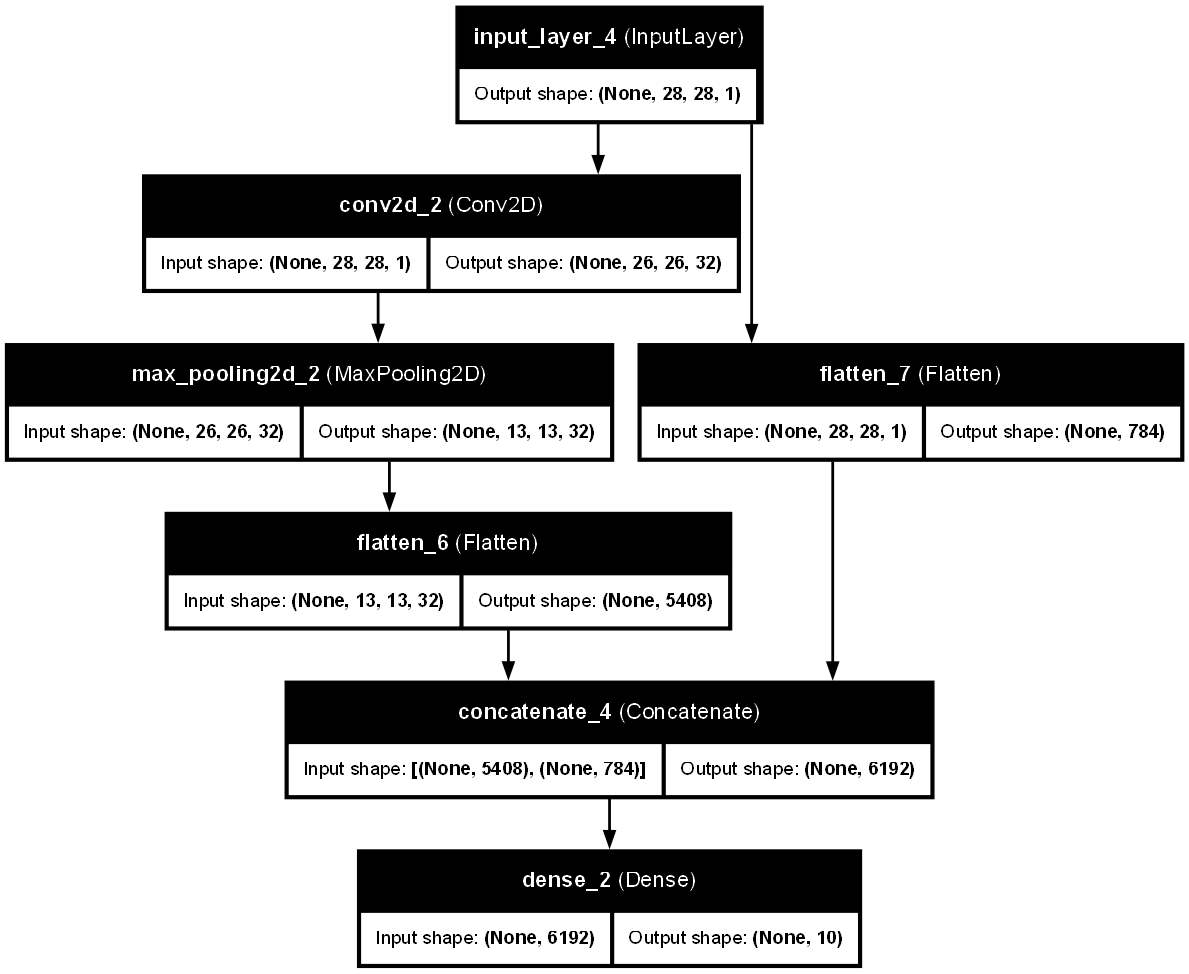 input_layer_4 (InputLayer)
Output shape: (None, 28, 28, 1)
conv2d_2 (Conv2D)
Input shape: (None, 28, 28, 1) Output shape: (None, 26, 26, 32)
max_pooling2d_2 (MaxPooling2D)
Input shape: (None, 26, 26, 32) Output shape: (None, 13, 13, 32)
flatten_7 (Flatten)
Input shape: (None, 28, 28, 1) Output shape: (None, 784)
flatten_6 (Flatten)
Input shape: (None, 13, 13, 32) Output shape: (None, 5408)
concatenate_4 (Concatenate)
Input shape: [(None, 5408), (None, 784)] Output shape: (None, 6192)
dense_2 (Dense)
Input shape: (None, 6192) Output shape: (None, 10)